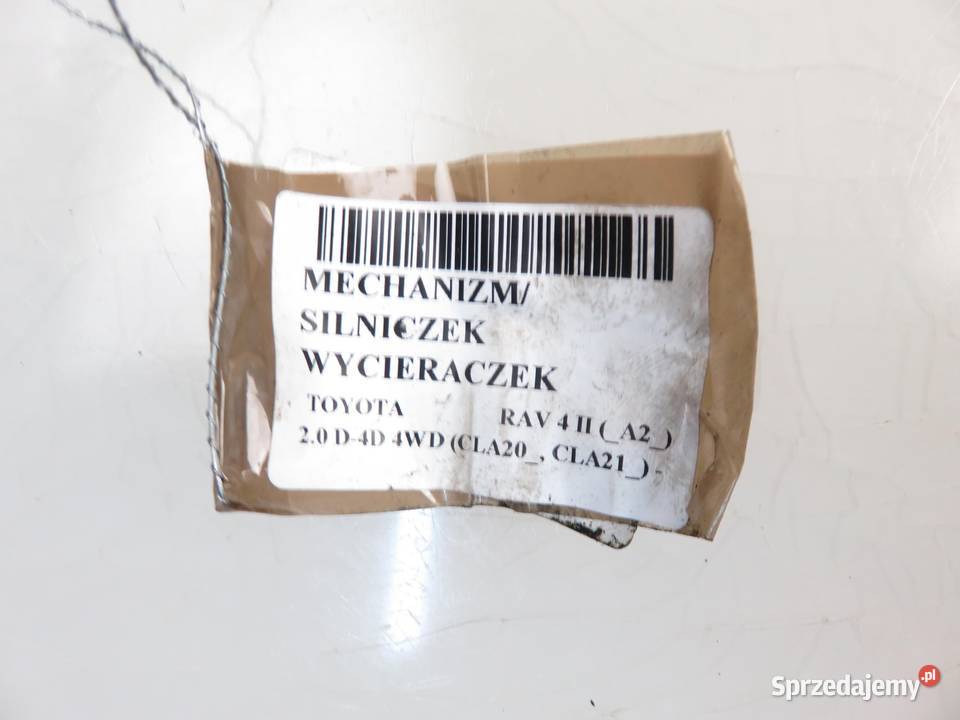 MECHANIZM/
SILNICZEK
WYCIERACZEK
TOYOTA RAV 4 II (_A2_)
2.0 D-4D 4WD (CLA20_, CLA21_) -
Sprzedajemy.pl